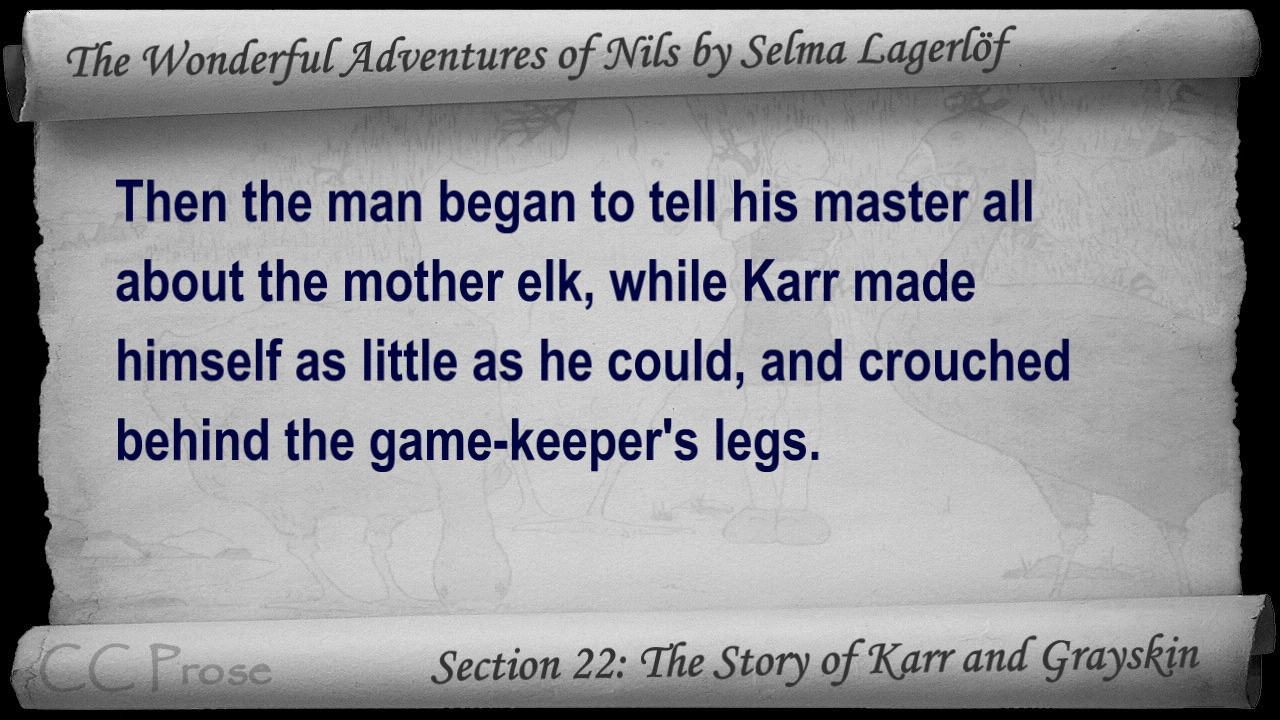 The Wonderful Adventures of Nils by Selma Lagerlöf
Then the man began to tell his master all
about the mother elk, while Karr made
himself as little as he could, and crouched
behind the game-keeper's legs.
CC Prose
Section 22: The Story of Karr and Grayskin